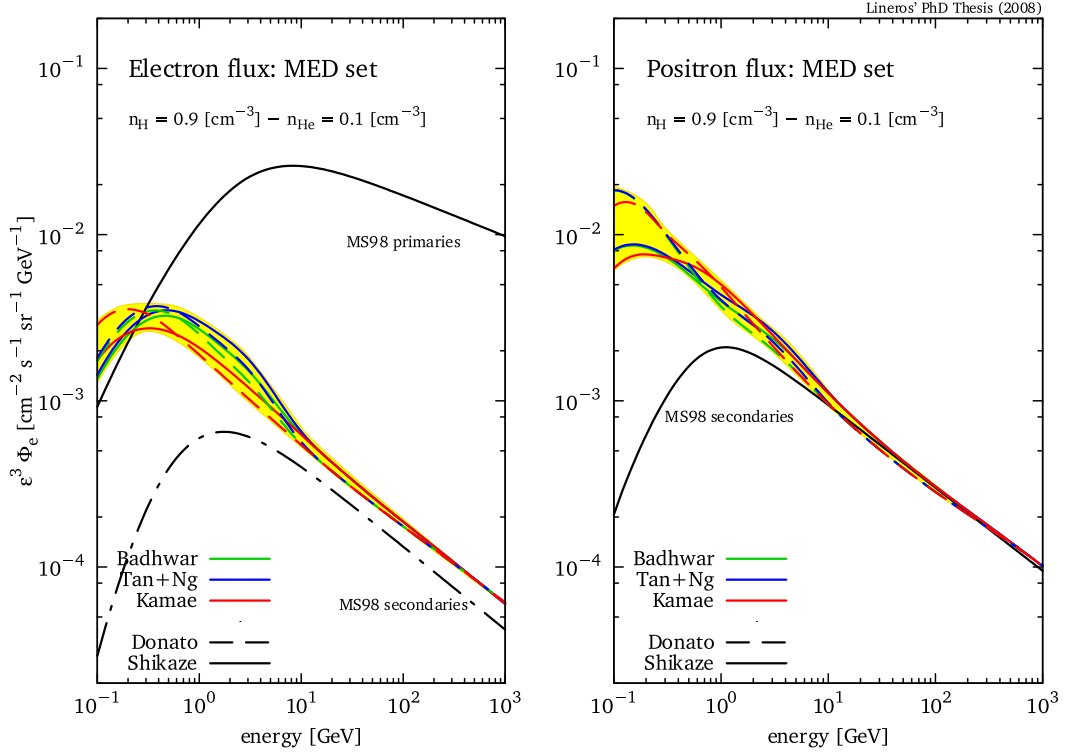 Lineros’ PhD Thesis (2008)
Electron flux: MED set
n_H = 0.9 [cm^−3] − n_He = 0.1 [cm^−3]
MS98 primaries
MS98 secondaries
ε^3 Φ_e [cm^−2 s^−1 sr^−1 GeV^−1]
10^−1
10^−2
10^−3
10^−4
Badhwar
Tan+Ng
Kamae
Donato
Shikaze
10^−1 10^0 10^1 10^2 10^3
energy [GeV]
Positron flux: MED set
n_H = 0.9 [cm^−3] − n_He = 0.1 [cm^−3]
MS98 secondaries
10^−1
10^−2
10^−3
10^−4
Badhwar
Tan+Ng
Kamae
Donato
Shikaze
10^−1 10^0 10^1 10^2 10^3
energy [GeV]